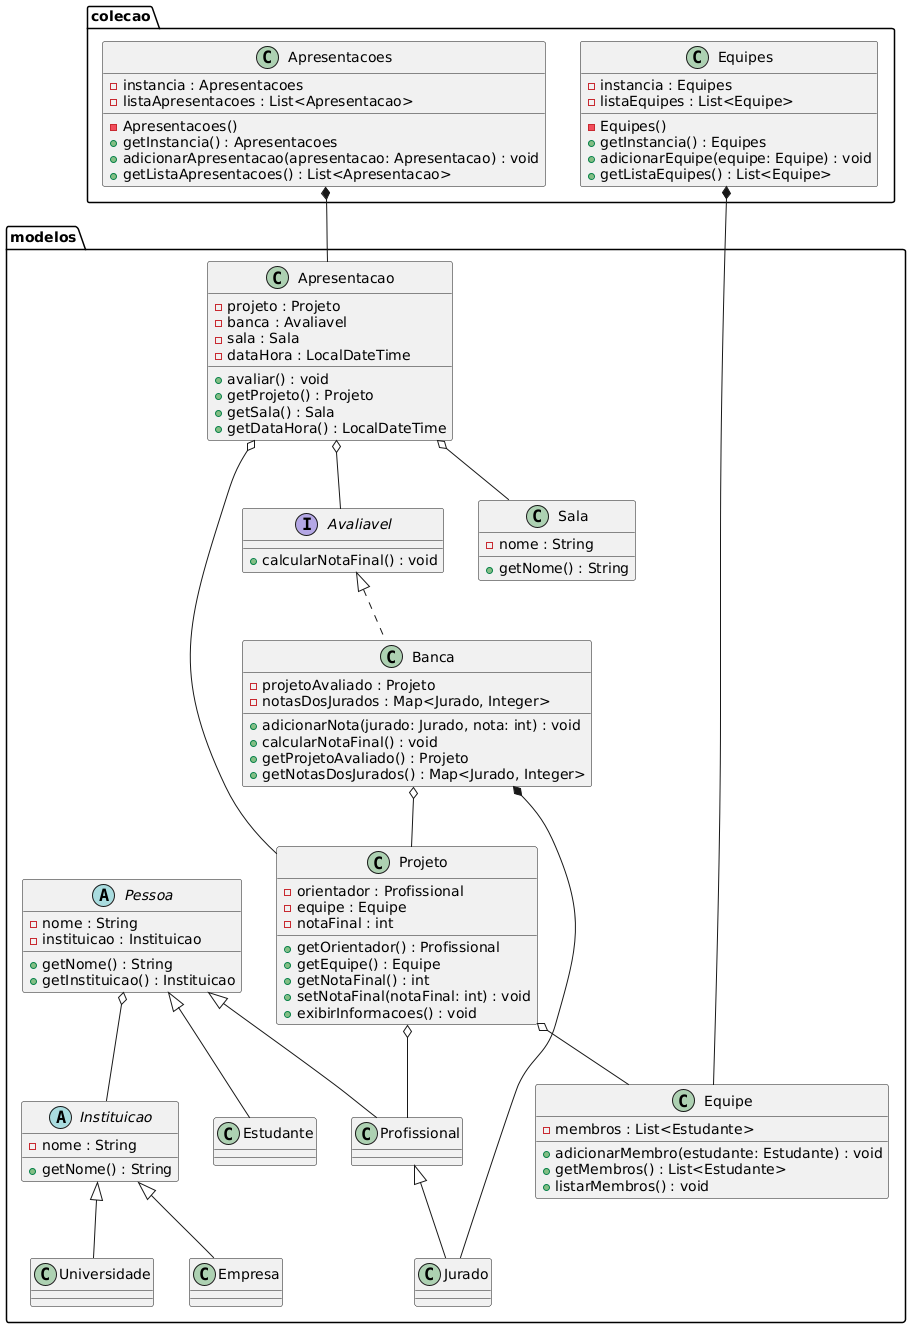 colecao
C Apresentacoes
instancia : Apresentacoes
listaApresentacoes : List<Apresentacao>
Apresentacoes()
getInstancia() : Apresentacoes
adicionarApresentacao(apresentacao: Apresentacao) : void
getListaApresentacoes() : List<Apresentacao>
C Equipes
instancia : Equipes
listaEquipes : List<Equipe>
Equipes()
getInstancia() : Equipes
adicionarEquipe(equipe: Equipe) : void
getListaEquipes() : List<Equipe>
modelos
C Apresentacao
projeto : Projeto
banca : Avaliavel
sala : Sala
dataHora : LocalDateTime
avaliar() : void
getProjeto() : Projeto
getSala() : Sala
getDataHora() : LocalDateTime
I Avaliavel
calcularNotaFinal() : void
C Sala
nome : String
getNome() : String
C Banca
projetoAvaliado : Projeto
notasDosJurados : Map<Jurado, Integer>
adicionarNota(jurado: Jurado, nota: int) : void
calcularNotaFinal() : void
getProjetoAvaliado() : Projeto
getNotasDosJurados() : Map<Jurado, Integer>
C Projeto
orientador : Profissional
equipe : Equipe
notaFinal : int
getOrientador() : Profissional
getEquipe() : Equipe
getNotaFinal() : int
setNotaFinal(notaFinal: int) : void
exibirInformacoes() : void
A Pessoa
nome : String
instituicao : Instituicao
getNome() : String
getInstituicao() : Instituicao
A Instituicao
nome : String
getNome() : String
C Estudante
C Profissional
C Equipe
membros : List<Estudante>
adicionarMembro(estudante: Estudante) : void
getMembros() : List<Estudante>
listarMembros() : void
C Universidade
C Empresa
C Jurado